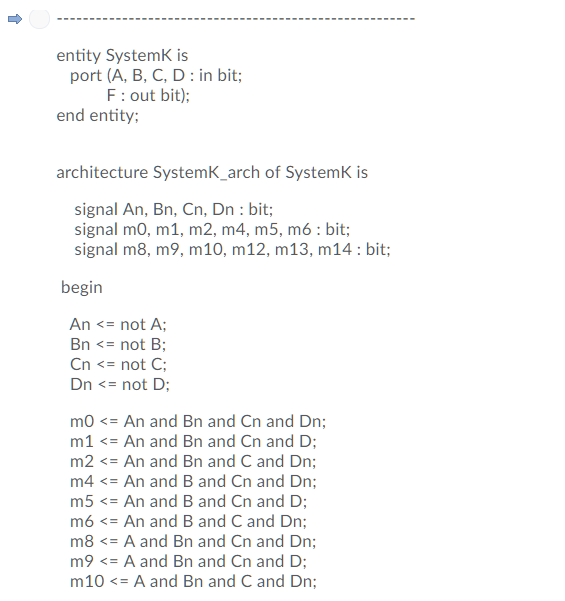 --------------------------------------------------------
entity SystemK is
port (A, B, C, D : in bit;
F : out bit);
end entity;
architecture SystemK_arch of SystemK is
signal An, Bn, Cn, Dn : bit;
signal m0, m1, m2, m4, m5, m6 : bit;
signal m8, m9, m10, m12, m13, m14 : bit;
begin
An <= not A;
Bn <= not B;
Cn <= not C;
Dn <= not D;
m0 <= An and Bn and Cn and Dn;
m1 <= An and Bn and Cn and D;
m2 <= An and Bn and C and Dn;
m4 <= An and B and Cn and Dn;
m5 <= An and B and Cn and D;
m6 <= An and B and C and Dn;
m8 <= A and Bn and Cn and Dn;
m9 <= A and Bn and Cn and D;
m10 <= A and Bn and C and Dn;